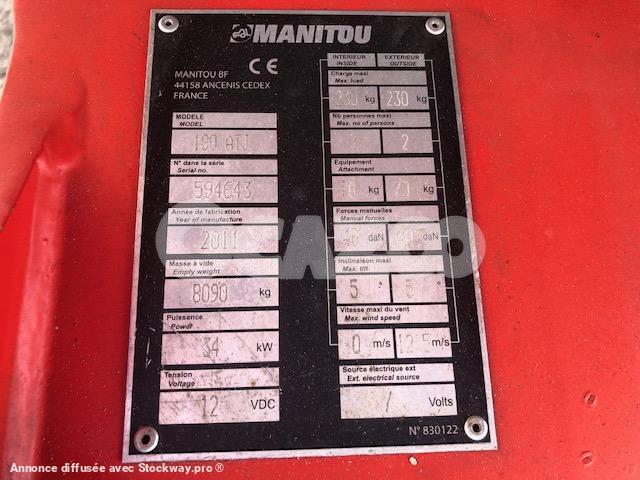 MANITOU
CE
MANITOU BF
44158 ANCENIS CEDEX
FRANCE
MODELE
MODEL
180 ATJ
N° dans la série
Serial no.
594643
Année de fabrication
Year of manufacture
2011
Masse à vide
Empty weight
8090 kg
Puissance
Power
34 kW
Tension
Voltage
12 VDC
INTERIEUR EXTERIEUR
INSIDE OUTSIDE
Charge maxi
Max. load
230 kg 230 kg
Nb personnes maxi
Max. no of persons
2
Equipement
Attachment
kg kg
Forces manuelles
Manual forces
daN daN
Inclinaison maxi
Max. tilt
5 5
Vitesse maxi du vent
Max. wind speed
0 m/s 12.5 m/s
Source électrique ext
Ext. electrical source
/ Volts
N° 830122
Annonce diffusée avec Stockway.pro®